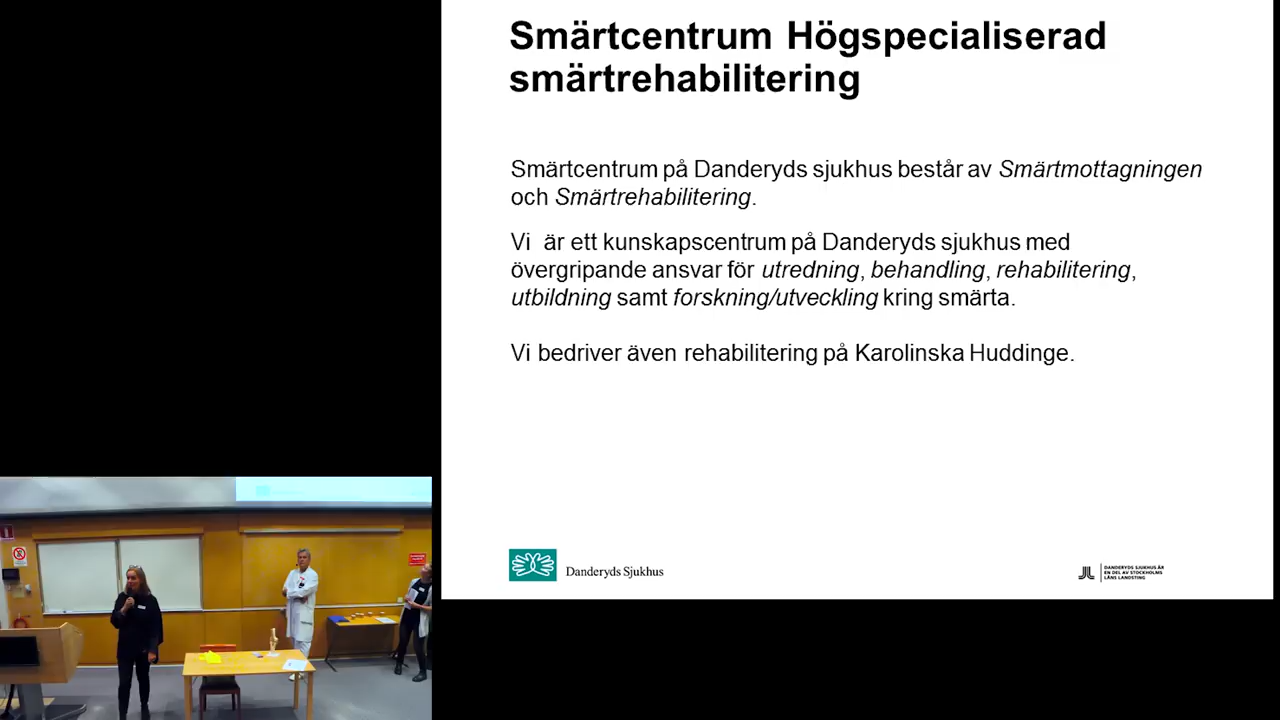 Smärtcentrum Högspecialiserad
smärtrehabilitering
Smärtcentrum på Danderyds sjukhus består av Smärtmottagningen
och Smärtrehabilitering.
Vi är ett kunskapscentrum på Danderyds sjukhus med
övergripande ansvar för utredning, behandling, rehabilitering,
utbildning samt forskning/utveckling kring smärta.
Vi bedriver även rehabilitering på Karolinska Huddinge.
Danderyds Sjukhus
DANDERYDS SJUKHUS ÄR
EN DEL AV STOCKHOLMS
LÄNS LANDSTING